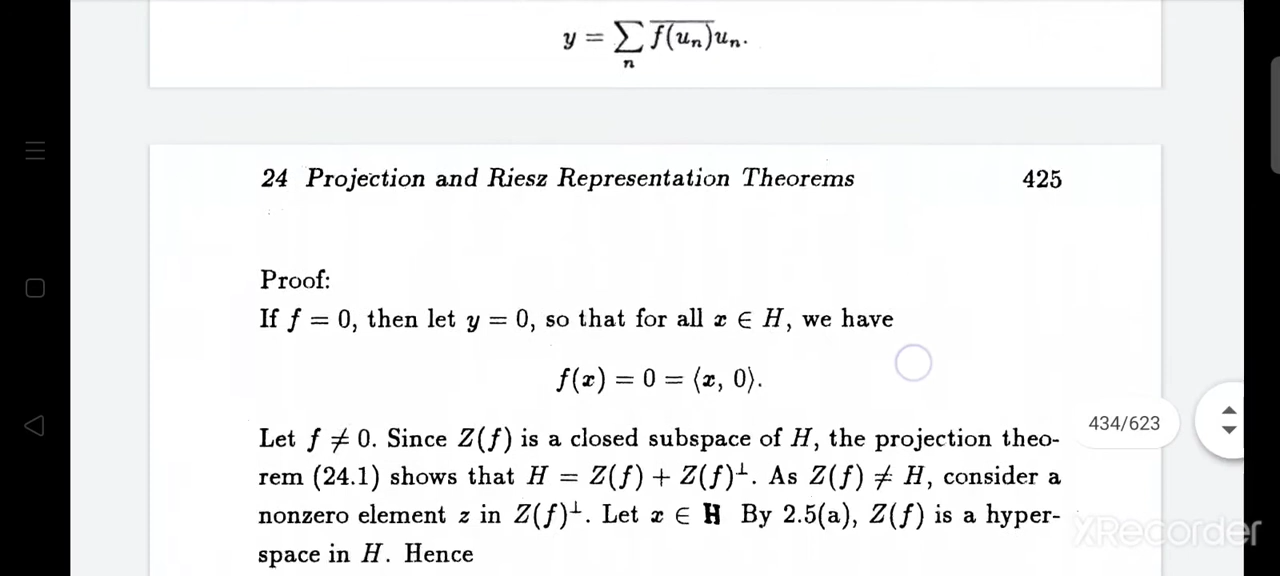 y = ∑ \overline{f(u_n)}u_n.
n
24 Projection and Riesz Representation Theorems 425
Proof:
If f = 0, then let y = 0, so that for all x ∈ H, we have
f(x) = 0 = ⟨x, 0⟩.
434/623
Let f ≠ 0. Since Z(f) is a closed subspace of H, the projection theo-
rem (24.1) shows that H = Z(f) + Z(f)⊥. As Z(f) ≠ H, consider a
nonzero element z in Z(f)⊥. Let x ∈ H By 2.5(a), Z(f) is a hyper-
space in H. Hence
XRecorder